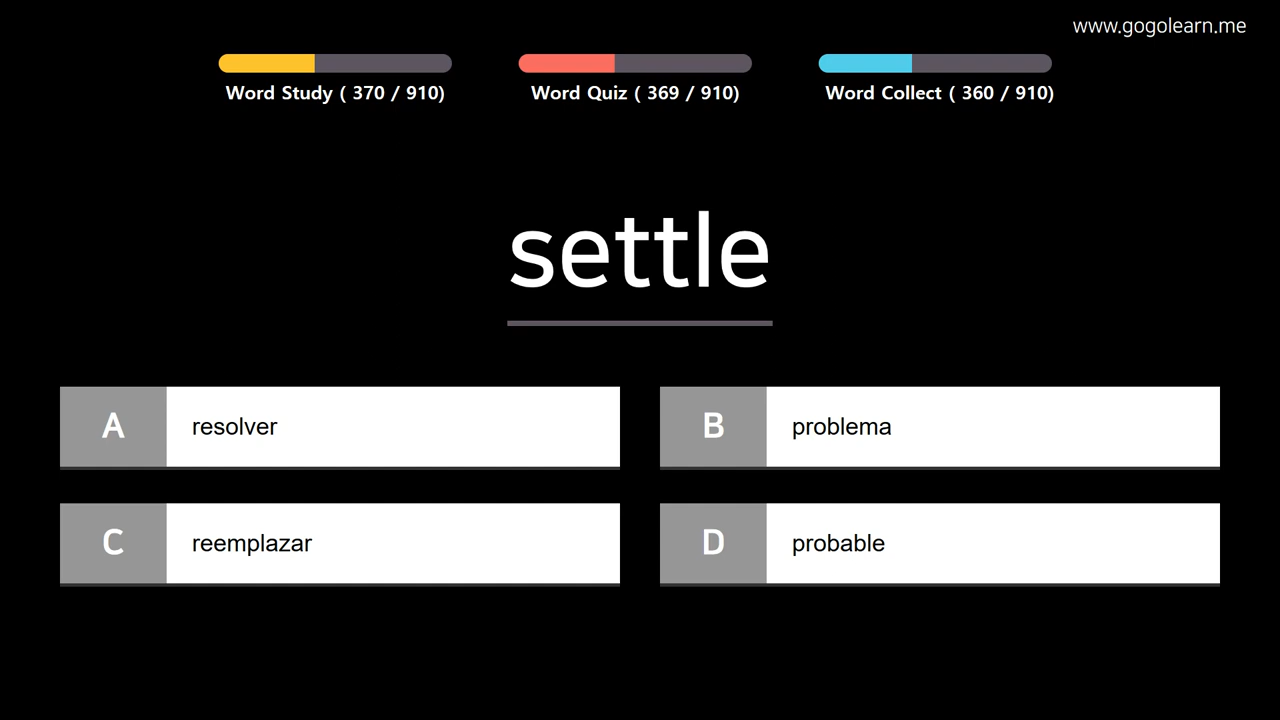 www.gogolearn.me
Word Study ( 370 / 910)
Word Quiz ( 369 / 910)
Word Collect ( 360 / 910)
settle
A resolver
B problema
C reemplazar
D probable